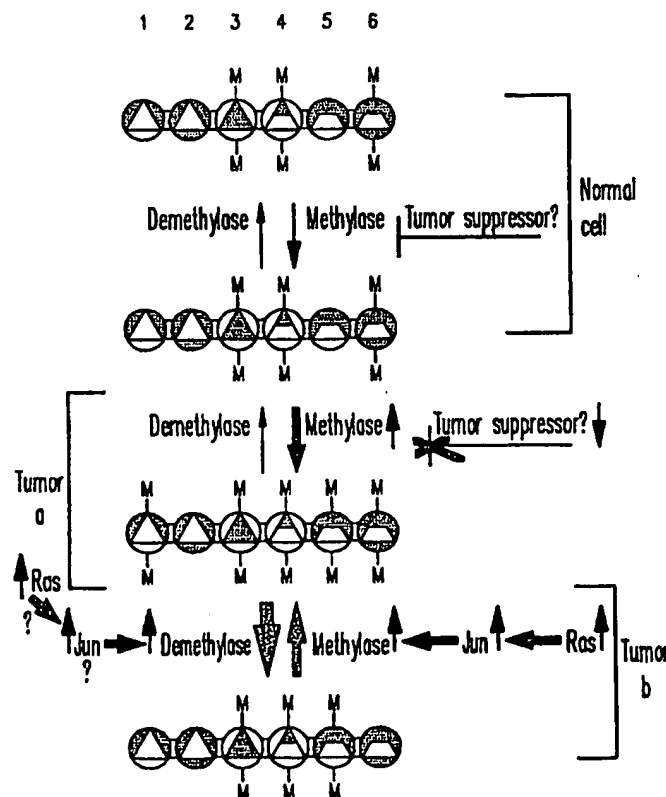 1 2 3 4 5 6
M M M
M M M
Demethylase Methylase Tumor suppressor?
Normal
cell
M M M
M M M
Demethylase Methylase Tumor suppressor?
Tumor
a
M M M M M
M M M M M
Ras
?
Jun
?
Demethylase Methylase Jun Ras
Tumor
b
M M M
M M M